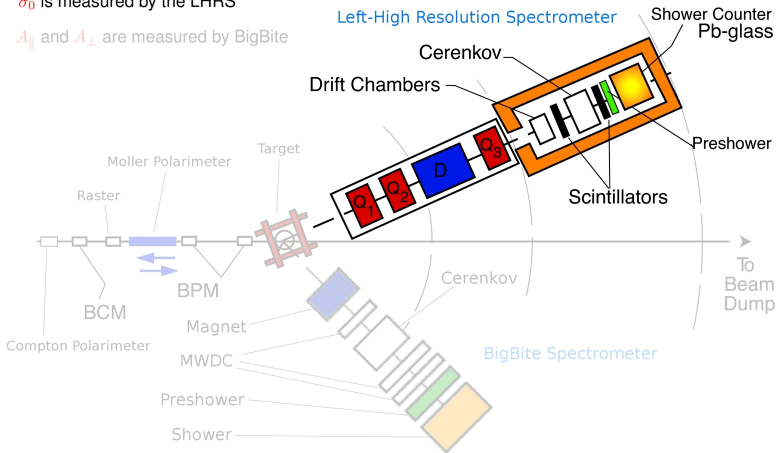 σ₀ is measured by the LHRS
A∥ and A⊥ are measured by BigBite
Left-High Resolution Spectrometer
Shower Counter
Pb-glass
Cerenkov
Drift Chambers
Preshower
Scintillators
Q₁
Q₂
D
Q₃
Target
Moller Polarimeter
Raster
BCM
BPM
Compton Polarimeter
To
Beam
Dump
Cerenkov
Magnet
MWDC
BigBite Spectrometer
Preshower
Shower